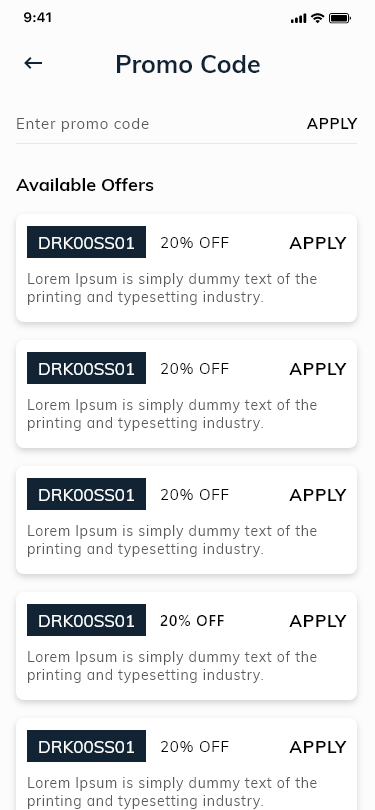 9:41
Promo Code
Enter promo code APPLY
Available Offers
DRK00SS01 20% OFF APPLY
Lorem Ipsum is simply dummy text of the
printing and typesetting industry.
DRK00SS01 20% OFF APPLY
Lorem Ipsum is simply dummy text of the
printing and typesetting industry.
DRK00SS01 20% OFF APPLY
Lorem Ipsum is simply dummy text of the
printing and typesetting industry.
DRK00SS01 20% OFF APPLY
Lorem Ipsum is simply dummy text of the
printing and typesetting industry.
DRK00SS01 20% OFF APPLY
Lorem Ipsum is simply dummy text of the
printing and typesetting industry.